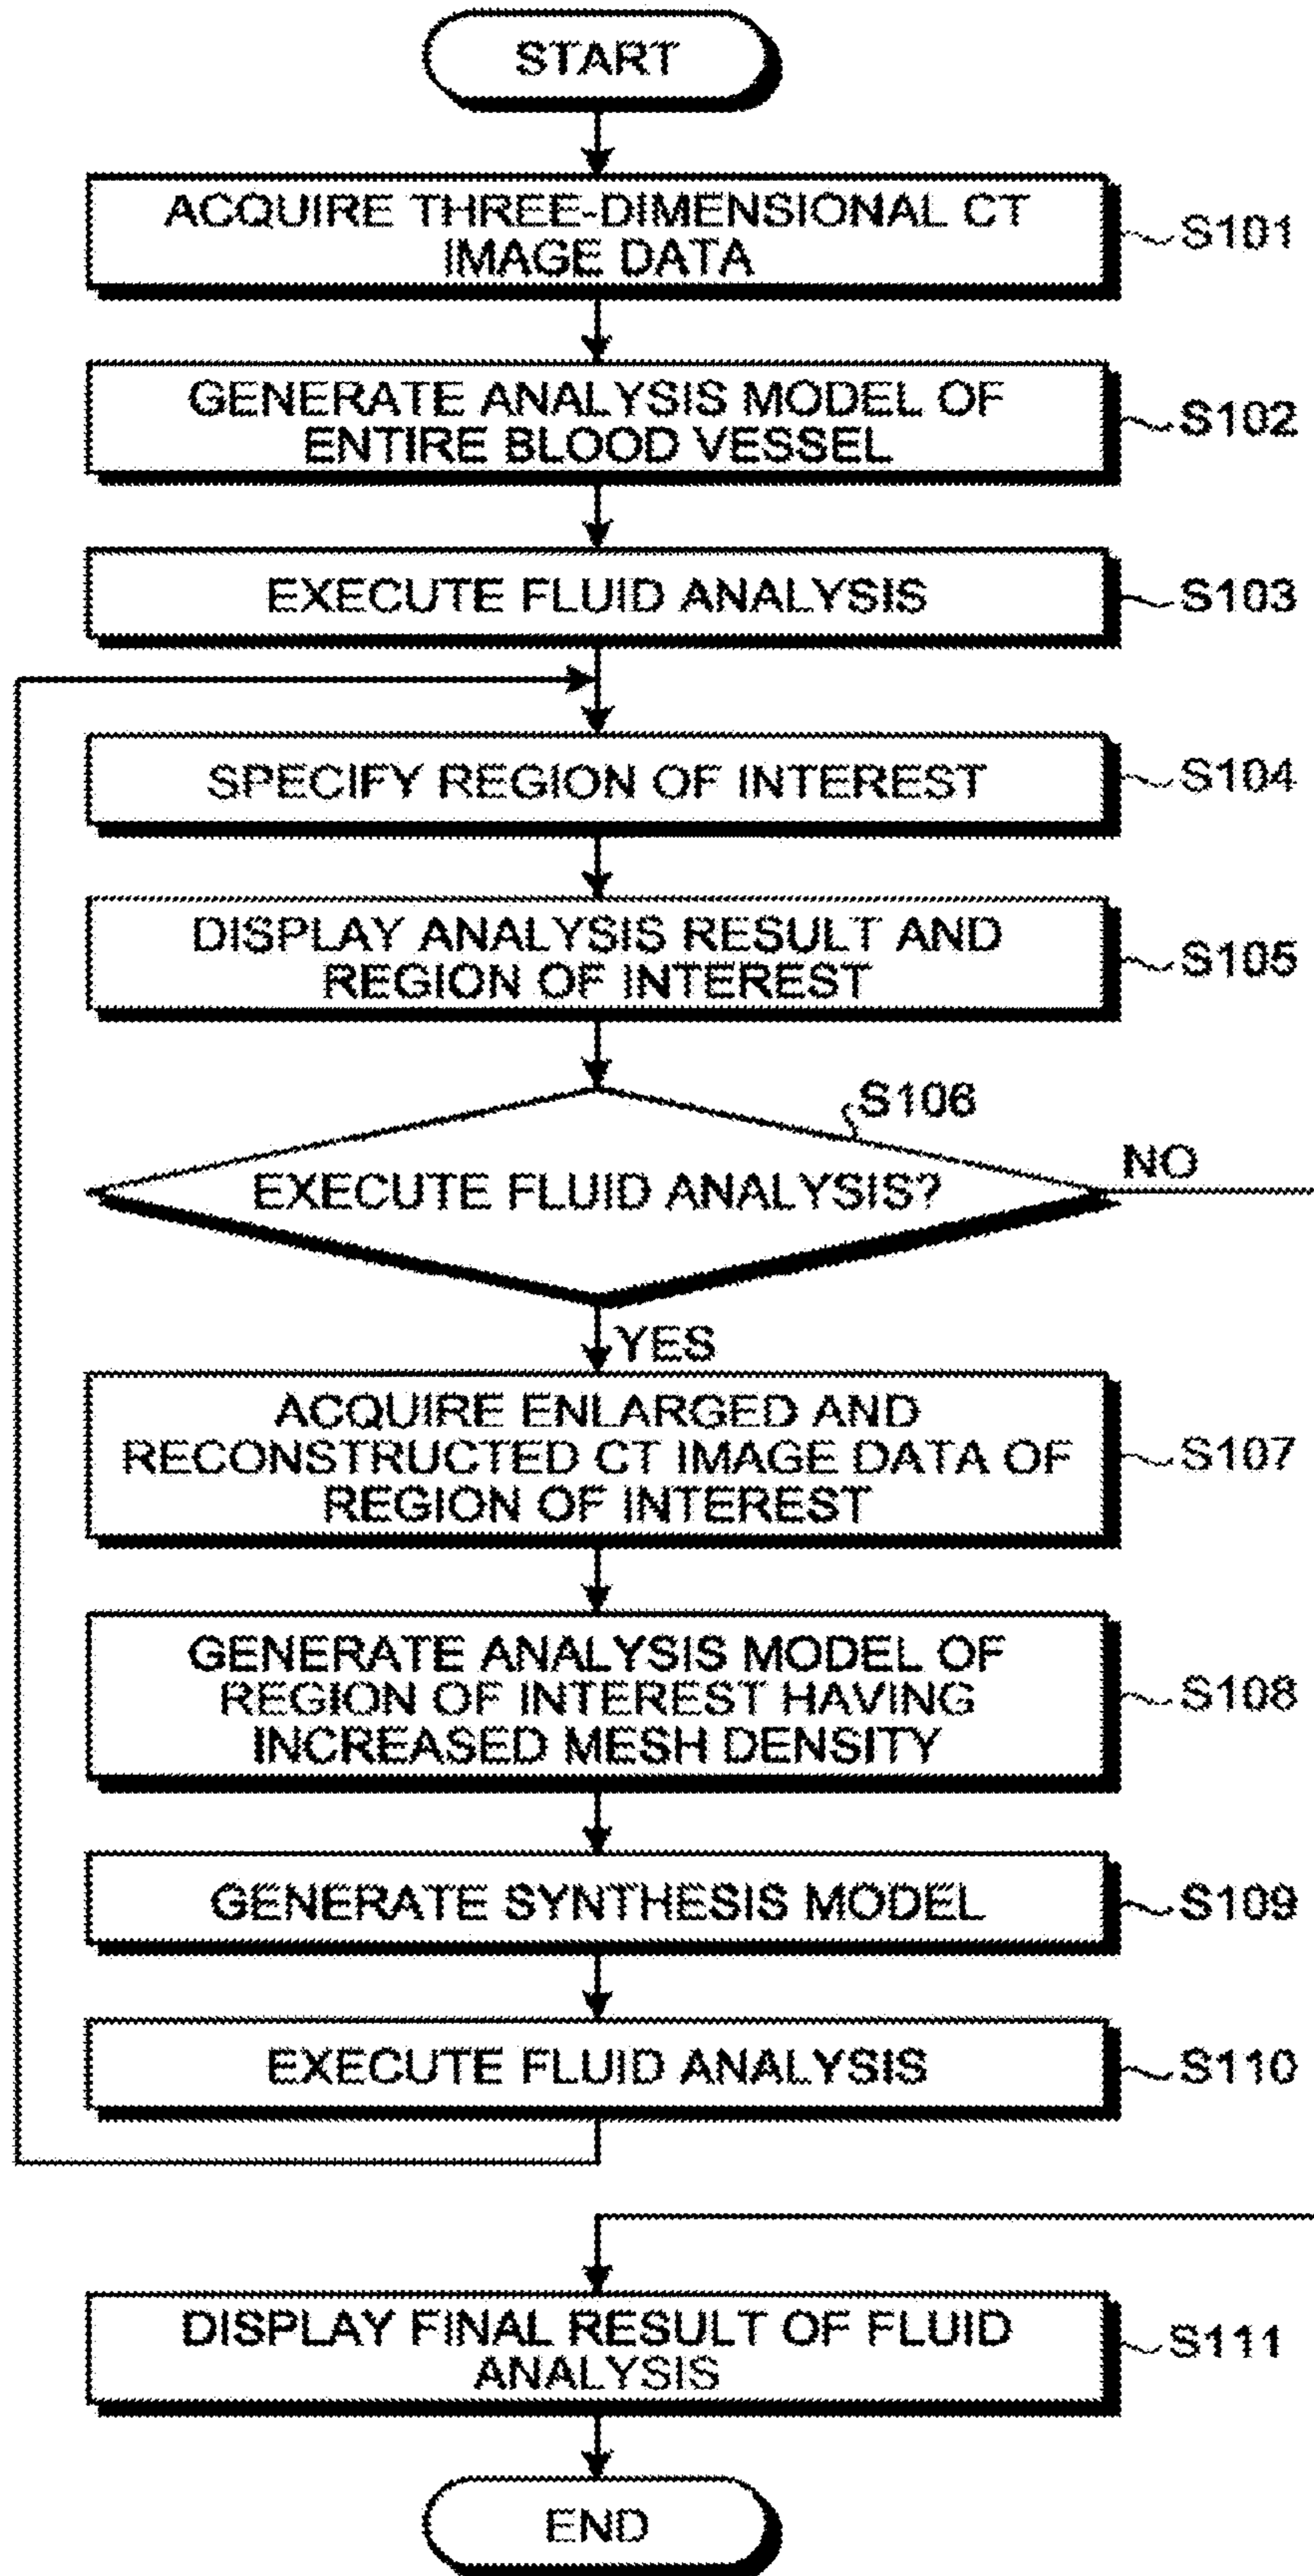 START
ACQUIRE THREE-DIMENSIONAL CT
IMAGE DATA
S101
GENERATE ANALYSIS MODEL OF
ENTIRE BLOOD VESSEL
S102
EXECUTE FLUID ANALYSIS
S103
SPECIFY REGION OF INTEREST
S104
DISPLAY ANALYSIS RESULT AND
REGION OF INTEREST
S105
S106
EXECUTE FLUID ANALYSIS?
NO
YES
ACQUIRE ENLARGED AND
RECONSTRUCTED CT IMAGE DATA OF
REGION OF INTEREST
S107
GENERATE ANALYSIS MODEL OF
REGION OF INTEREST HAVING
INCREASED MESH DENSITY
S108
GENERATE SYNTHESIS MODEL
S109
EXECUTE FLUID ANALYSIS
S110
DISPLAY FINAL RESULT OF FLUID
ANALYSIS
S111
END